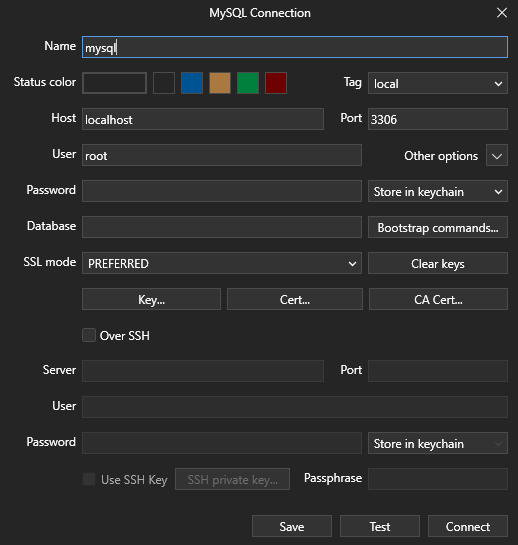 MySQL Connection
Name mysql
Status color Tag local
Host localhost Port 3306
User root Other options
Password Store in keychain
Database Bootstrap commands...
SSL mode PREFERRED Clear keys
Key... Cert... CA Cert...
Over SSH
Server Port
User
Password Store in keychain
Use SSH Key SSH private key... Passphrase
Save Test Connect